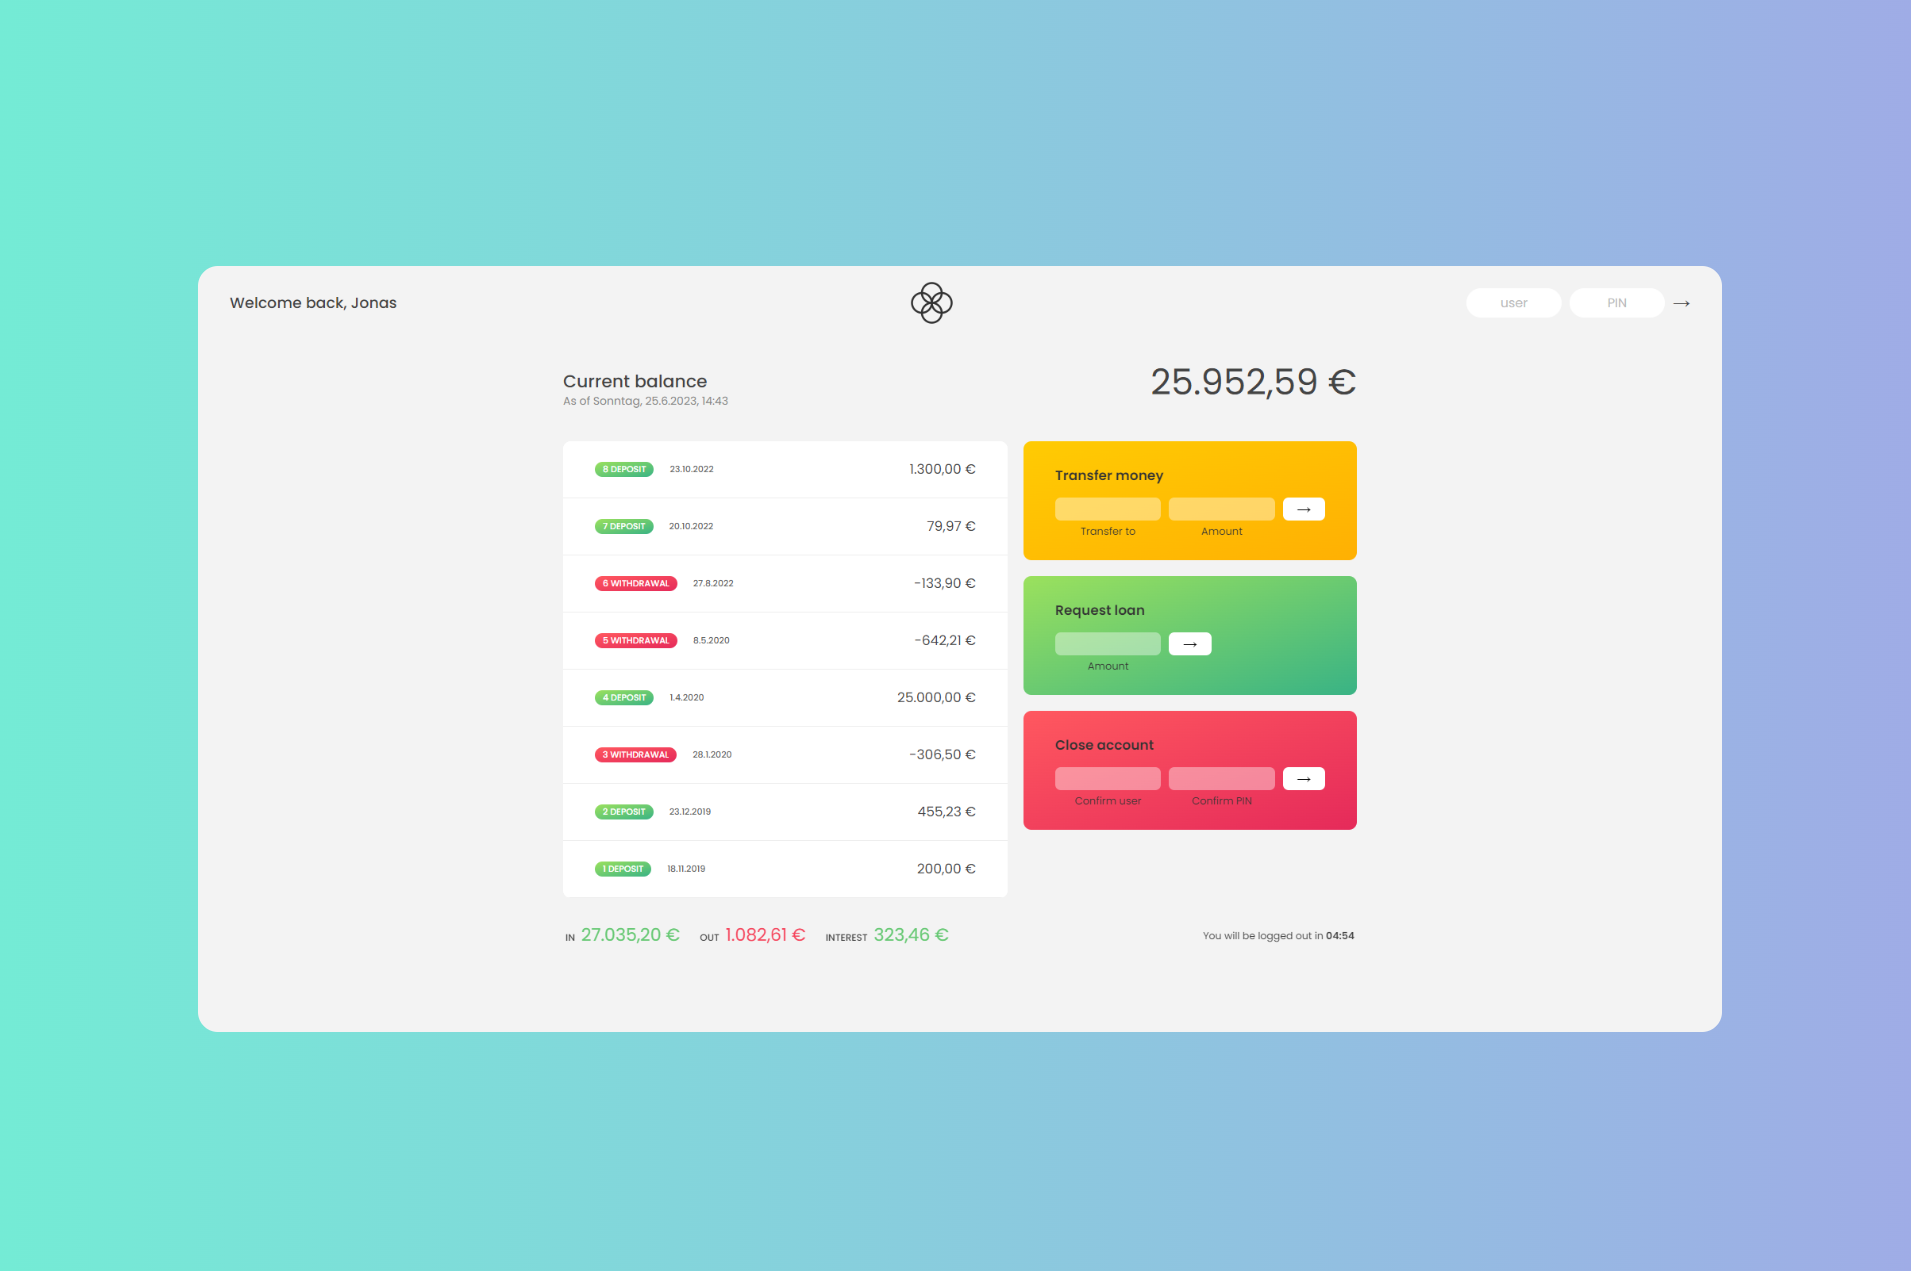 Welcome back, Jonas
user PIN →
Current balance 25.952,59 €
As of Sonntag, 25.6.2023, 14:43
8 DEPOSIT 23.10.2022 1.300,00 €
7 DEPOSIT 20.10.2022 79,97 €
6 WITHDRAWAL 27.8.2022 -133,90 €
5 WITHDRAWAL 8.5.2020 -642,21 €
4 DEPOSIT 1.4.2020 25.000,00 €
3 WITHDRAWAL 28.1.2020 -306,50 €
2 DEPOSIT 23.12.2019 455,23 €
1 DEPOSIT 18.11.2019 200,00 €
Transfer money
→
Transfer to Amount
Request loan
→
Amount
Close account
→
Confirm user Confirm PIN
IN 27.035,20 € OUT 1.082,61 € INTEREST 323,46 €
You will be logged out in 04:54